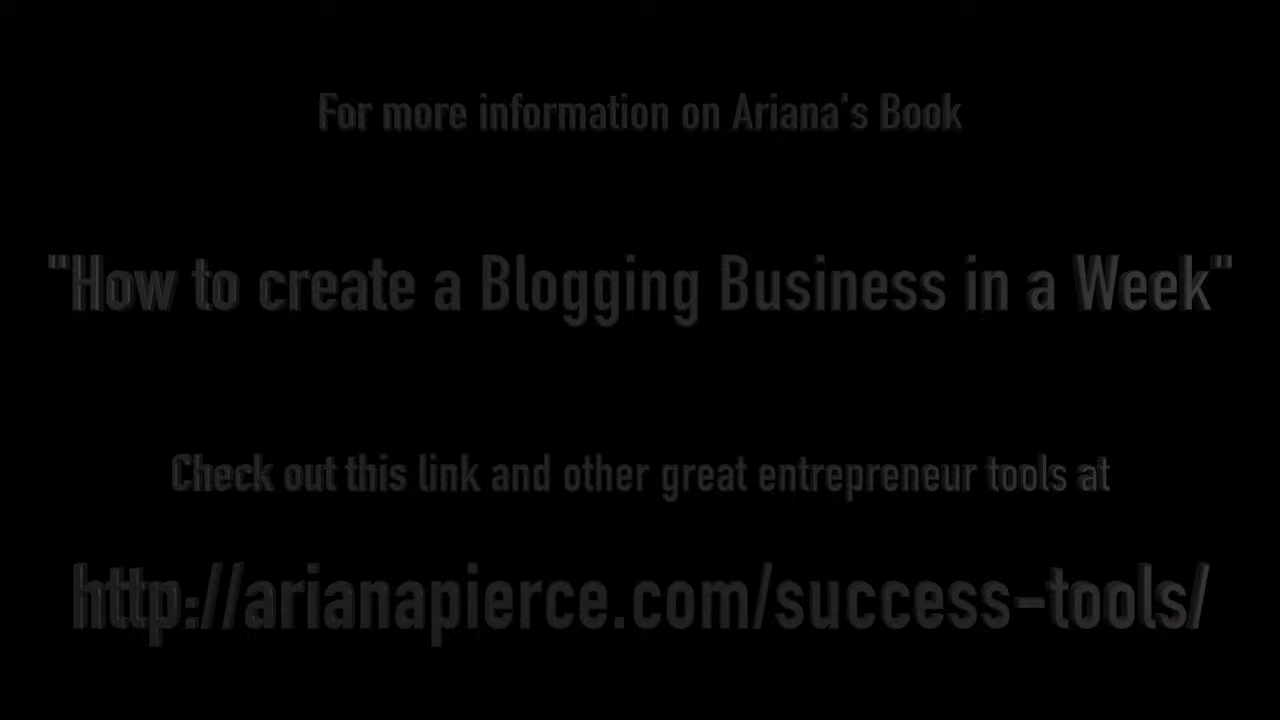 For more information on Ariana's Book
"How to create a Blogging Business in a Week"
Check out this link and other great entrepreneur tools at
http://arianapierce.com/success-tools/